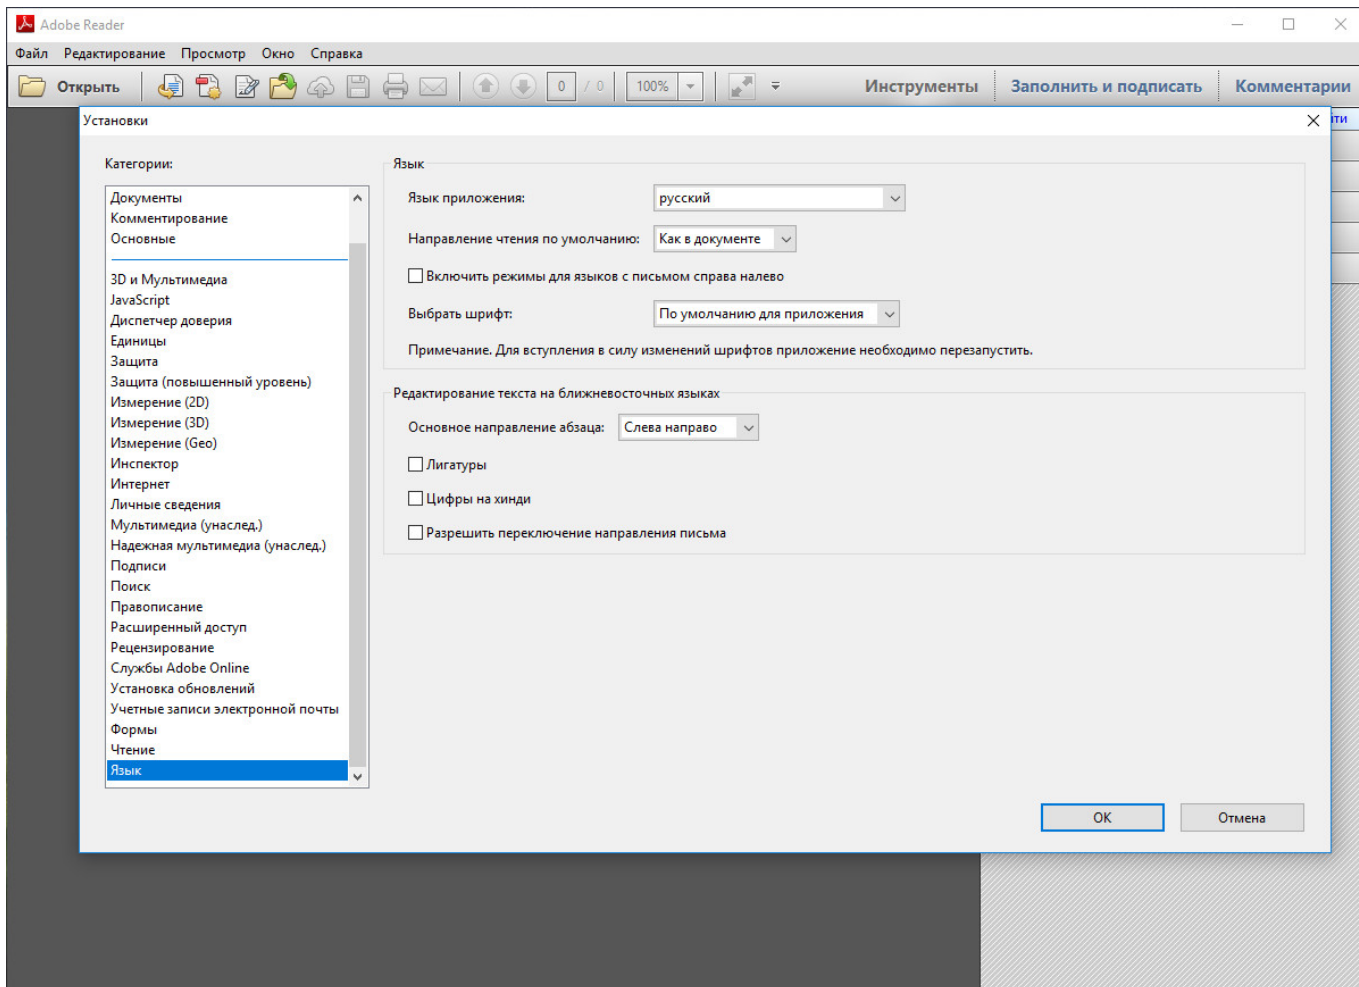 Adobe Reader
Файл Редактирование Просмотр Окно Справка
Открыть 0 / 0 100% Инструменты Заполнить и подписать Комментарии
Установки
Категории:
Документы
Комментирование
Основные
3D и Мультимедиа
JavaScript
Диспетчер доверия
Единицы
Защита
Защита (повышенный уровень)
Измерение (2D)
Измерение (3D)
Измерение (Geo)
Инспектор
Интернет
Личные сведения
Мультимедиа (унаслед.)
Надежная мультимедиа (унаслед.)
Подписи
Поиск
Правописание
Расширенный доступ
Рецензирование
Службы Adobe Online
Установка обновлений
Учетные записи электронной почты
Формы
Чтение
Язык
Язык
Язык приложения: русский
Направление чтения по умолчанию: Как в документе
Включить режимы для языков с письмом справа налево
Выбрать шрифт: По умолчанию для приложения
Примечание. Для вступления в силу изменений шрифтов приложение необходимо перезапустить.
Редактирование текста на ближневосточных языках
Основное направление абзаца: Слева направо
Лигатуры
Цифры на хинди
Разрешить переключение направления письма
OK Отмена